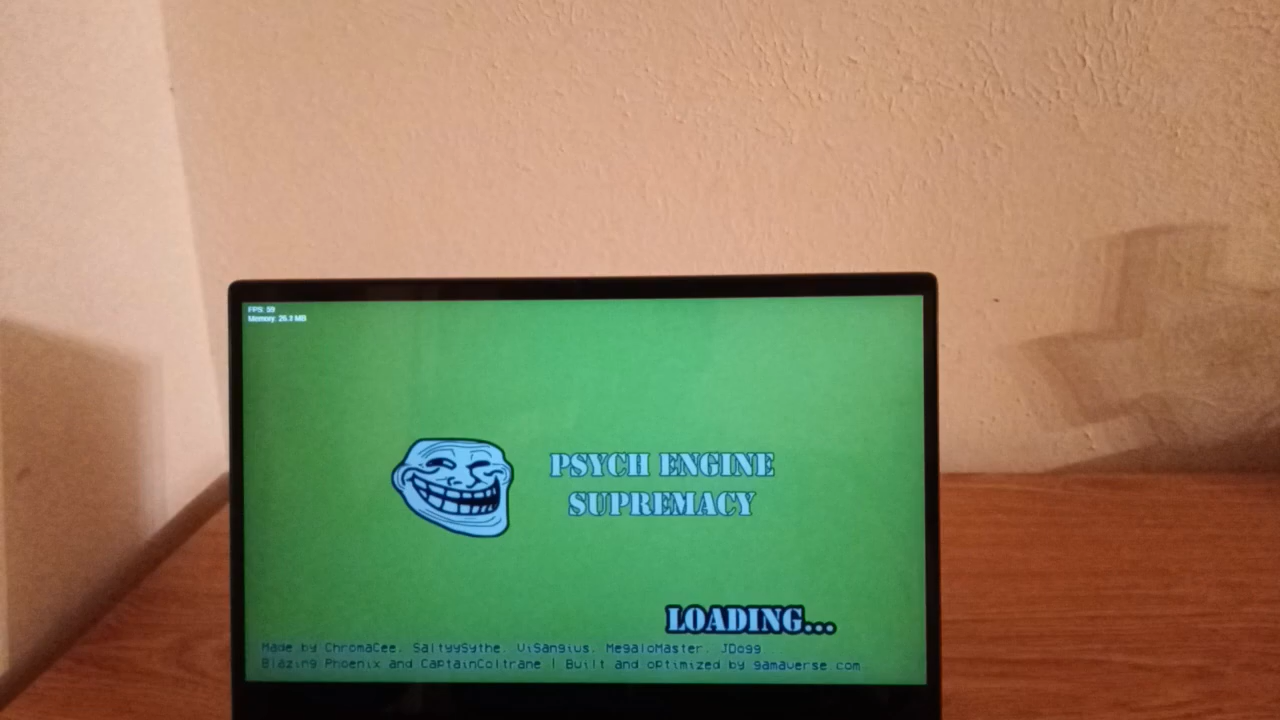 FPS: 59
Memory: 26.3 MB
PSYCH ENGINE
SUPREMACY
LOADING...
Made by ChromaCee, SaltyySythe, ViSangius, MegaloMaster, JDogg
Blazing Phoenix and CaptainColtrane | Built and optimized by gamaverse.com